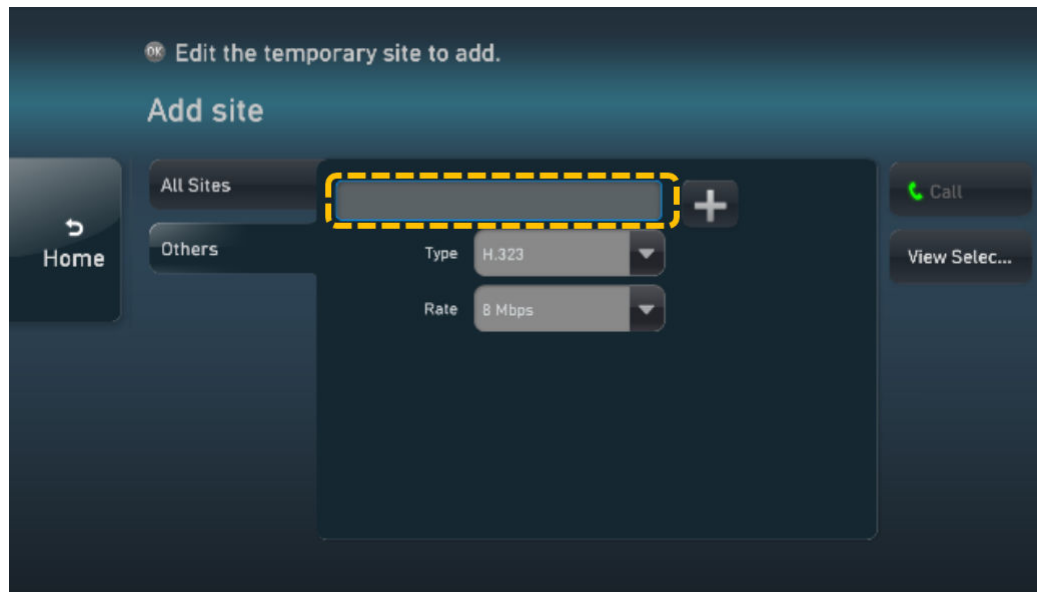 OK Edit the temporary site to add.
Add site
Home
All Sites
Others
Type H.323
Rate 8 Mbps
Call
View Selec...